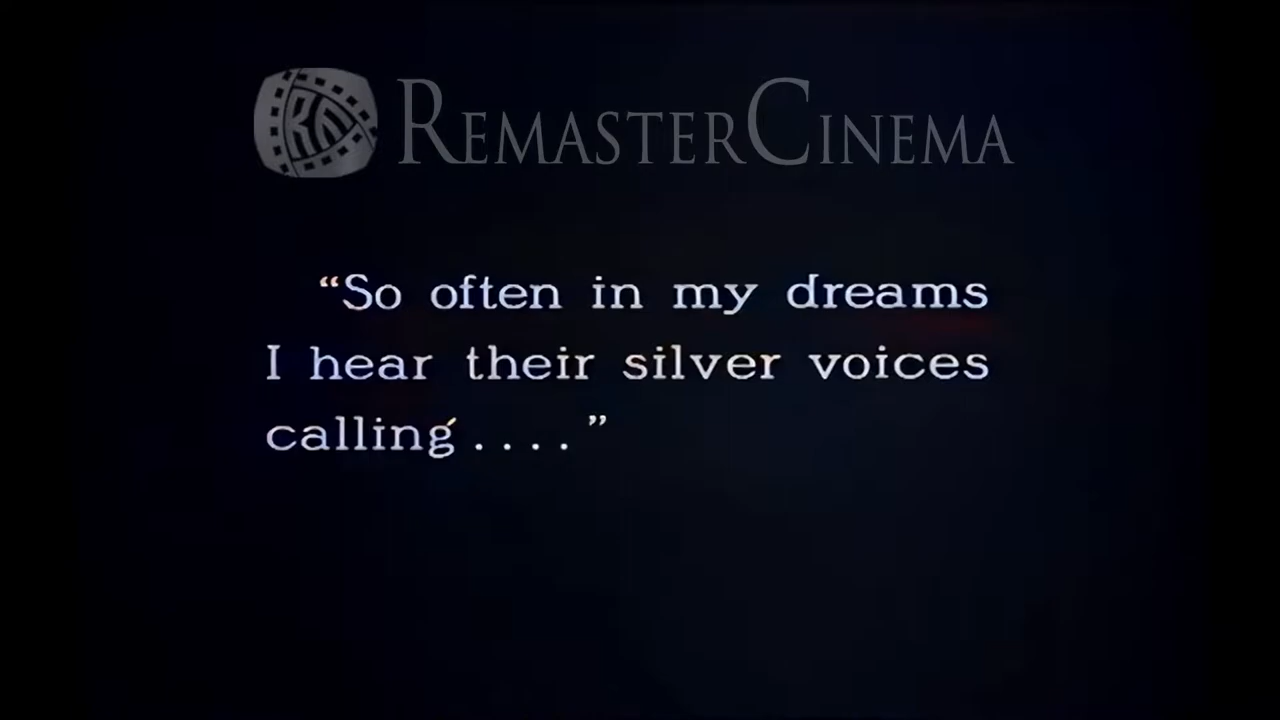 REMASTERCINEMA
“So often in my dreams
I hear their silver voices
calling....”